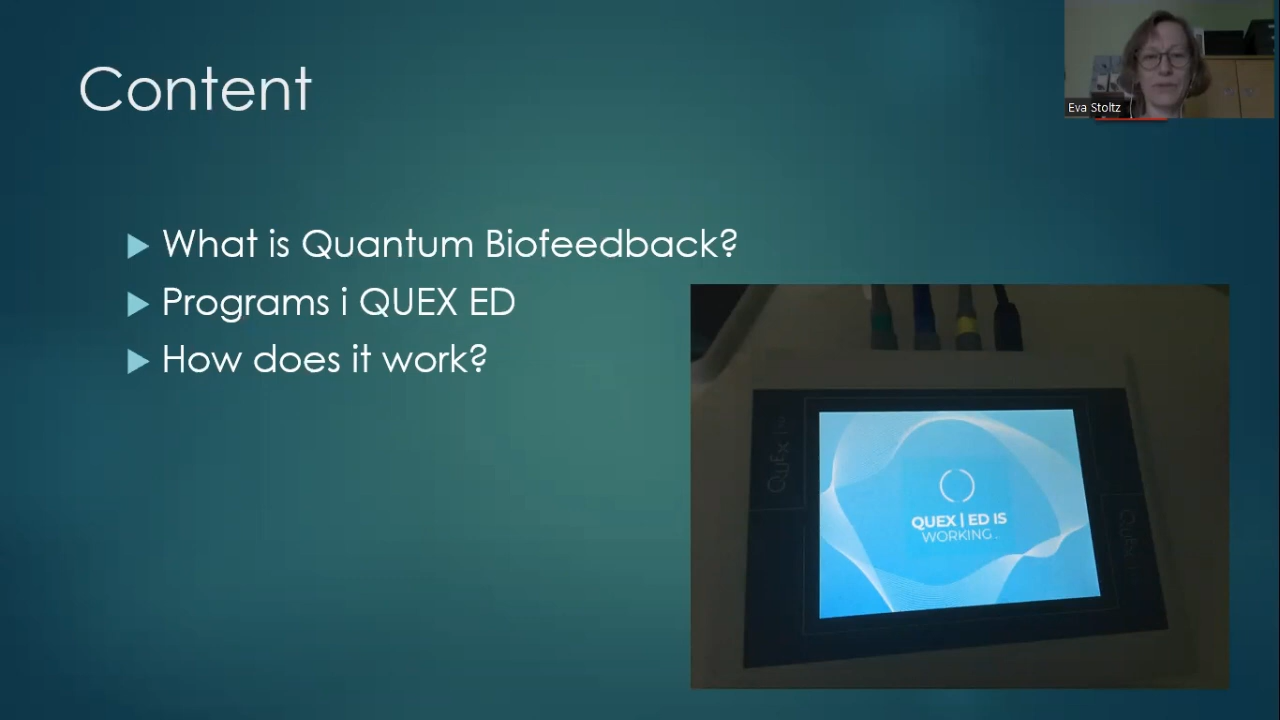 Content
Eva Stoltz
What is Quantum Biofeedback?
Programs i QUEX ED
How does it work?
QUEX | ED IS
WORKING .